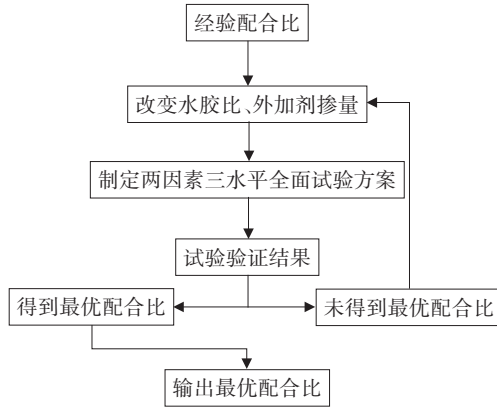 经验配合比
改变水胶比、外加剂掺量
制定两因素三水平全面试验方案
试验验证结果
得到最优配合比
未得到最优配合比
输出最优配合比